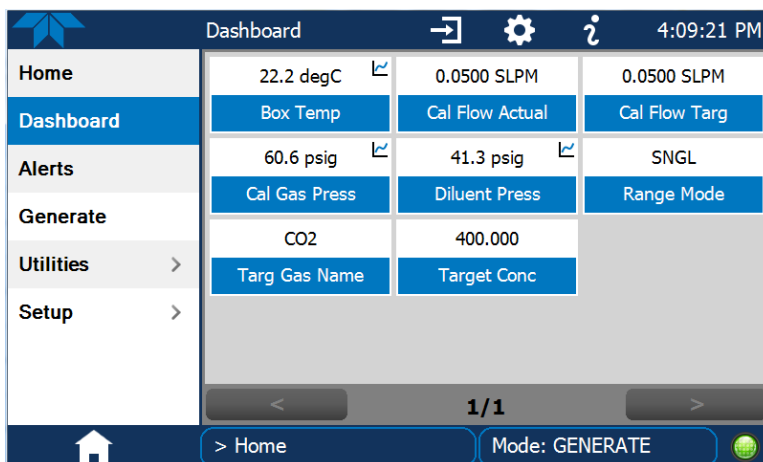 Dashboard
4:09:21 PM
Home
Dashboard
Alerts
Generate
Utilities >
Setup >
22.2 degC
Box Temp
0.0500 SLPM
Cal Flow Actual
0.0500 SLPM
Cal Flow Targ
60.6 psig
Cal Gas Press
41.3 psig
Diluent Press
SNGL
Range Mode
CO2
Targ Gas Name
400.000
Target Conc
< 1/1 >
> Home
Mode: GENERATE